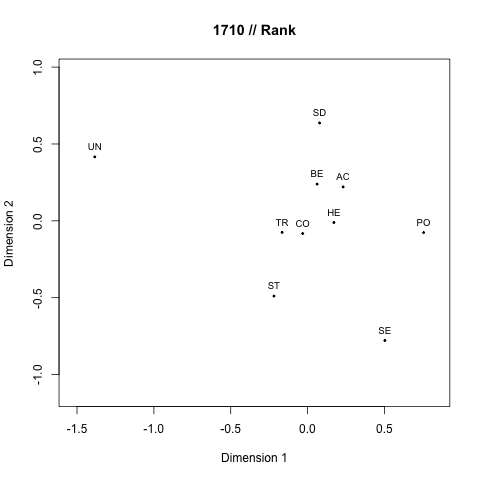 1710 // Rank
Dimension 2
1.0
0.5
0.0
-0.5
-1.0
SD
UN
BE
AC
HE
TR
CO
PO
ST
SE
-1.5
-1.0
-0.5
0.0
0.5
Dimension 1